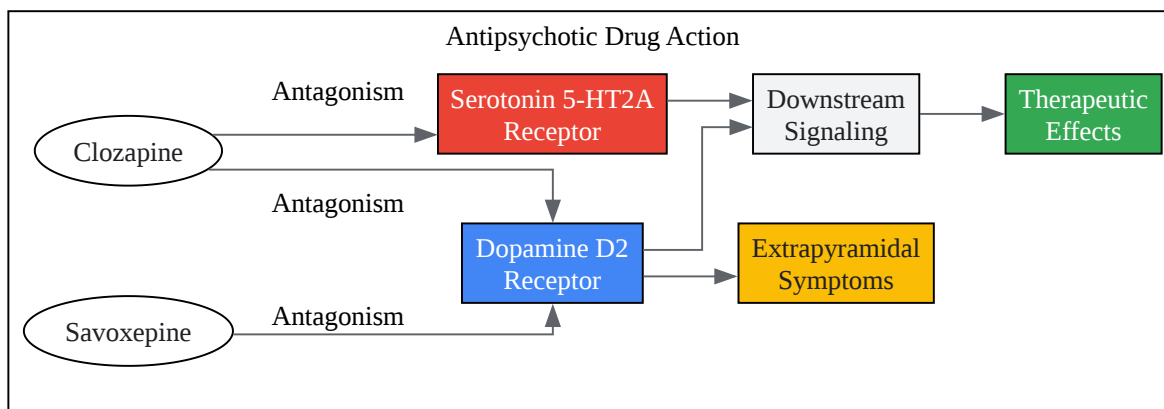 Antipsychotic Drug Action
Antagonism
Serotonin 5-HT2A
Receptor
Downstream
Signaling
Therapeutic
Effects
Clozapine
Antagonism
Dopamine D2
Receptor
Extrapyramidal
Symptoms
Savoxepine
Antagonism